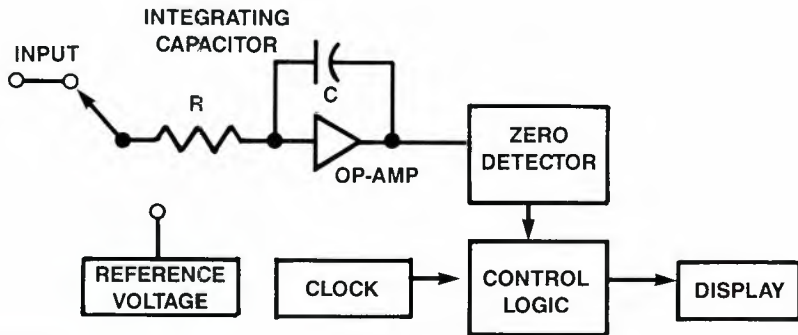 INTEGRATING
CAPACITOR
INPUT
R
C
OP-AMP
ZERO
DETECTOR
REFERENCE
VOLTAGE
CLOCK
CONTROL
LOGIC
DISPLAY